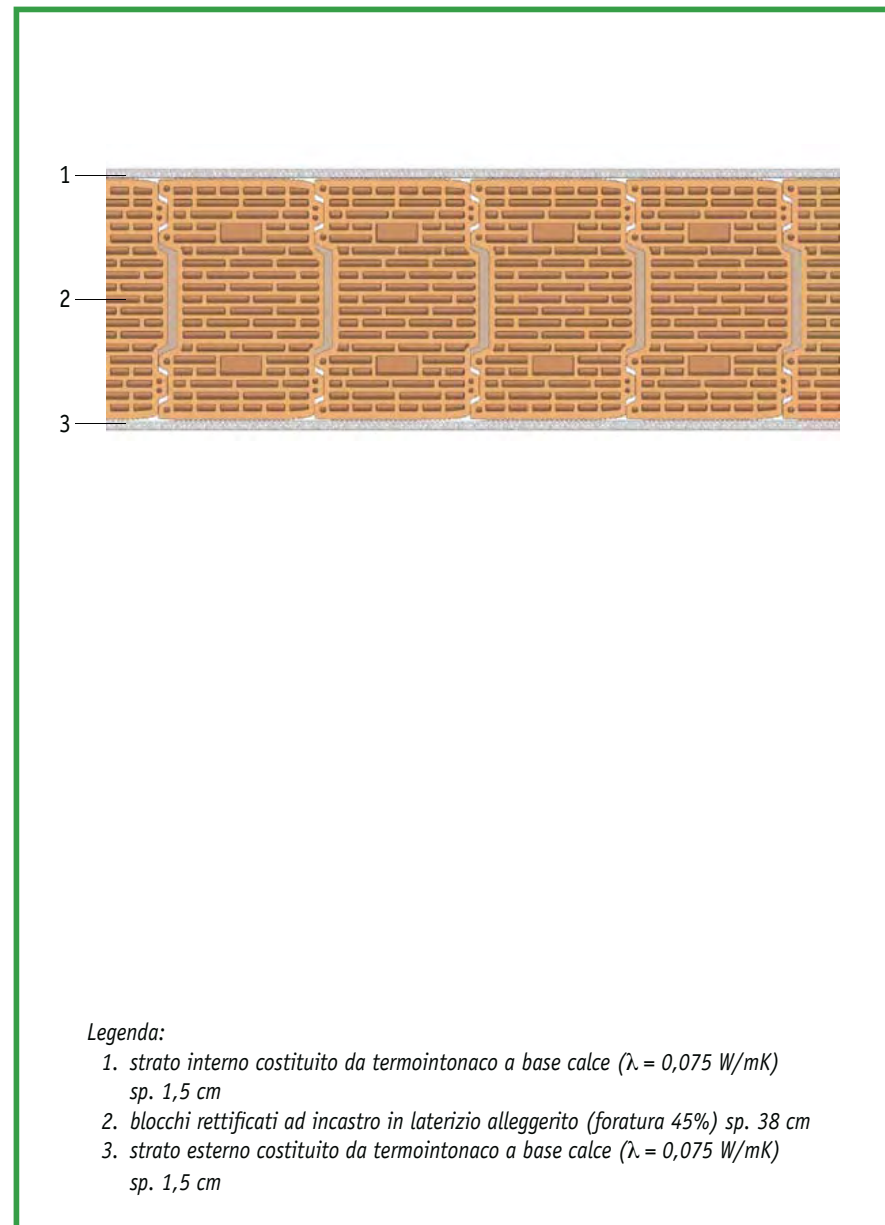 1
2
3
Legenda:
1. strato interno costituito da termointonaco a base calce (λ = 0,075 W/mK)
sp. 1,5 cm
2. blocchi rettificati ad incastro in laterizio alleggerito (foratura 45%) sp. 38 cm
3. strato esterno costituito da termointonaco a base calce (λ = 0,075 W/mK)
sp. 1,5 cm